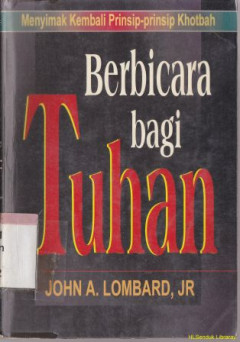 Menyimak Kembali Prinsip-prinsip Khotbah
Berbicara
bagi
Tuhan
JOHN A. LOMBARD, JR